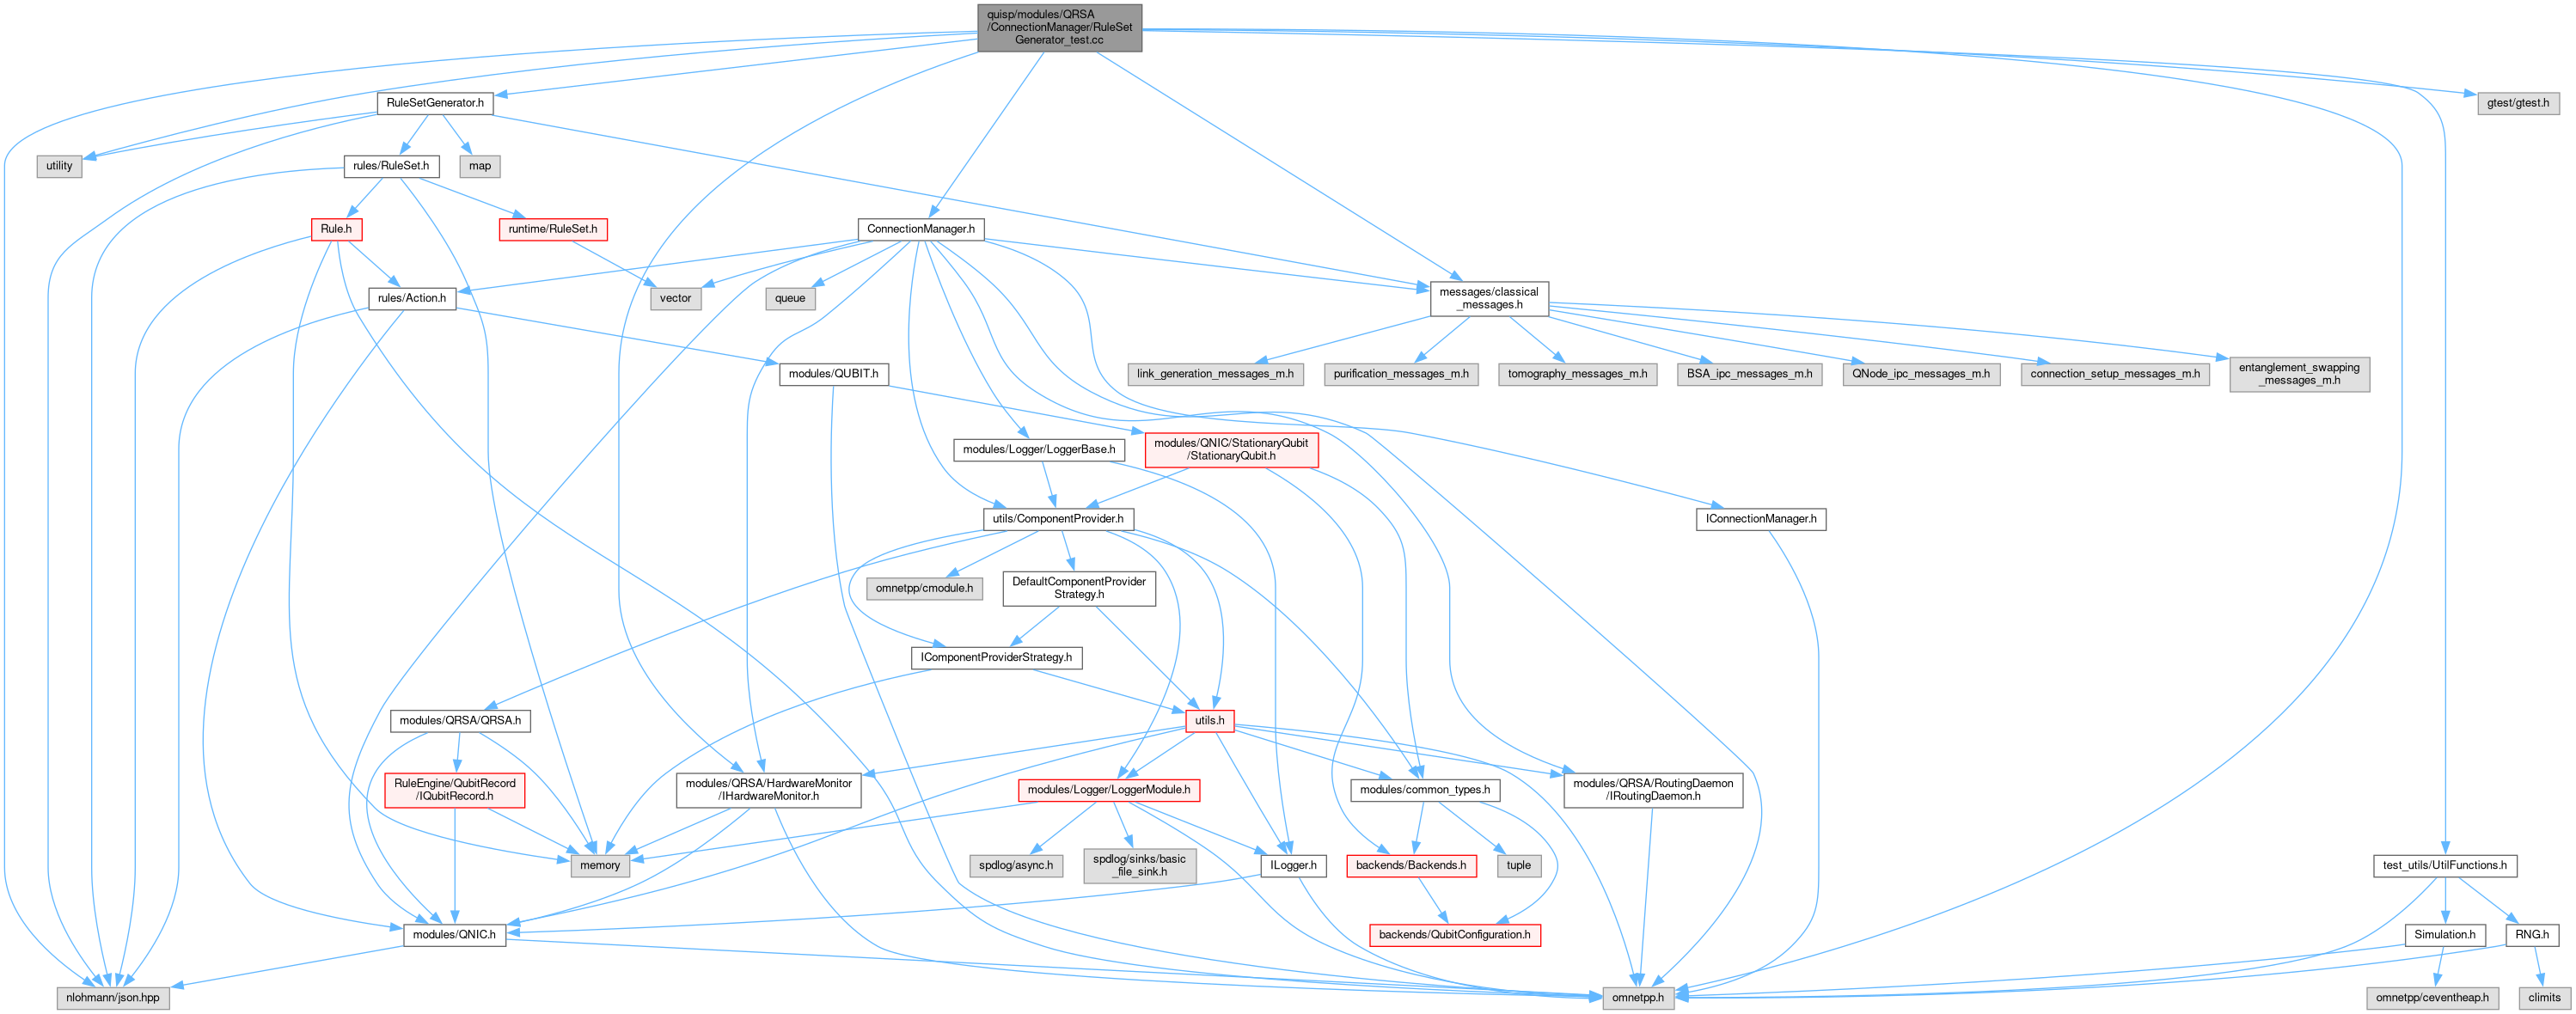 quisp/modules/QRSA
/ConnectionManager/RuleSet
Generator_test.cc
RuleSetGenerator.h
gtest/gtest.h
utility
rules/RuleSet.h
map
Rule.h
runtime/RuleSet.h
ConnectionManager.h
rules/Action.h
vector
queue
messages/classical
_messages.h
modules/QUBIT.h
link_generation_messages_m.h
purification_messages_m.h
tomography_messages_m.h
BSA_ipc_messages_m.h
QNode_ipc_messages_m.h
connection_setup_messages_m.h
entanglement_swapping
_messages_m.h
modules/Logger/LoggerBase.h
modules/QNIC/StationaryQubit
/StationaryQubit.h
utils/ComponentProvider.h
IConnectionManager.h
omnetpp/cmodule.h
DefaultComponentProvider
Strategy.h
IComponentProviderStrategy.h
modules/QRSA/QRSA.h
utils.h
RuleEngine/QubitRecord
/IQubitRecord.h
modules/QRSA/HardwareMonitor
/IHardwareMonitor.h
modules/Logger/LoggerModule.h
modules/common_types.h
modules/QRSA/RoutingDaemon
/IRoutingDaemon.h
memory
spdlog/async.h
spdlog/sinks/basic
_file_sink.h
ILogger.h
backends/Backends.h
tuple
test_utils/UtilFunctions.h
modules/QNIC.h
backends/QubitConfiguration.h
Simulation.h
RNG.h
nlohmann/json.hpp
omnetpp.h
omnetpp/ceventheap.h
climits